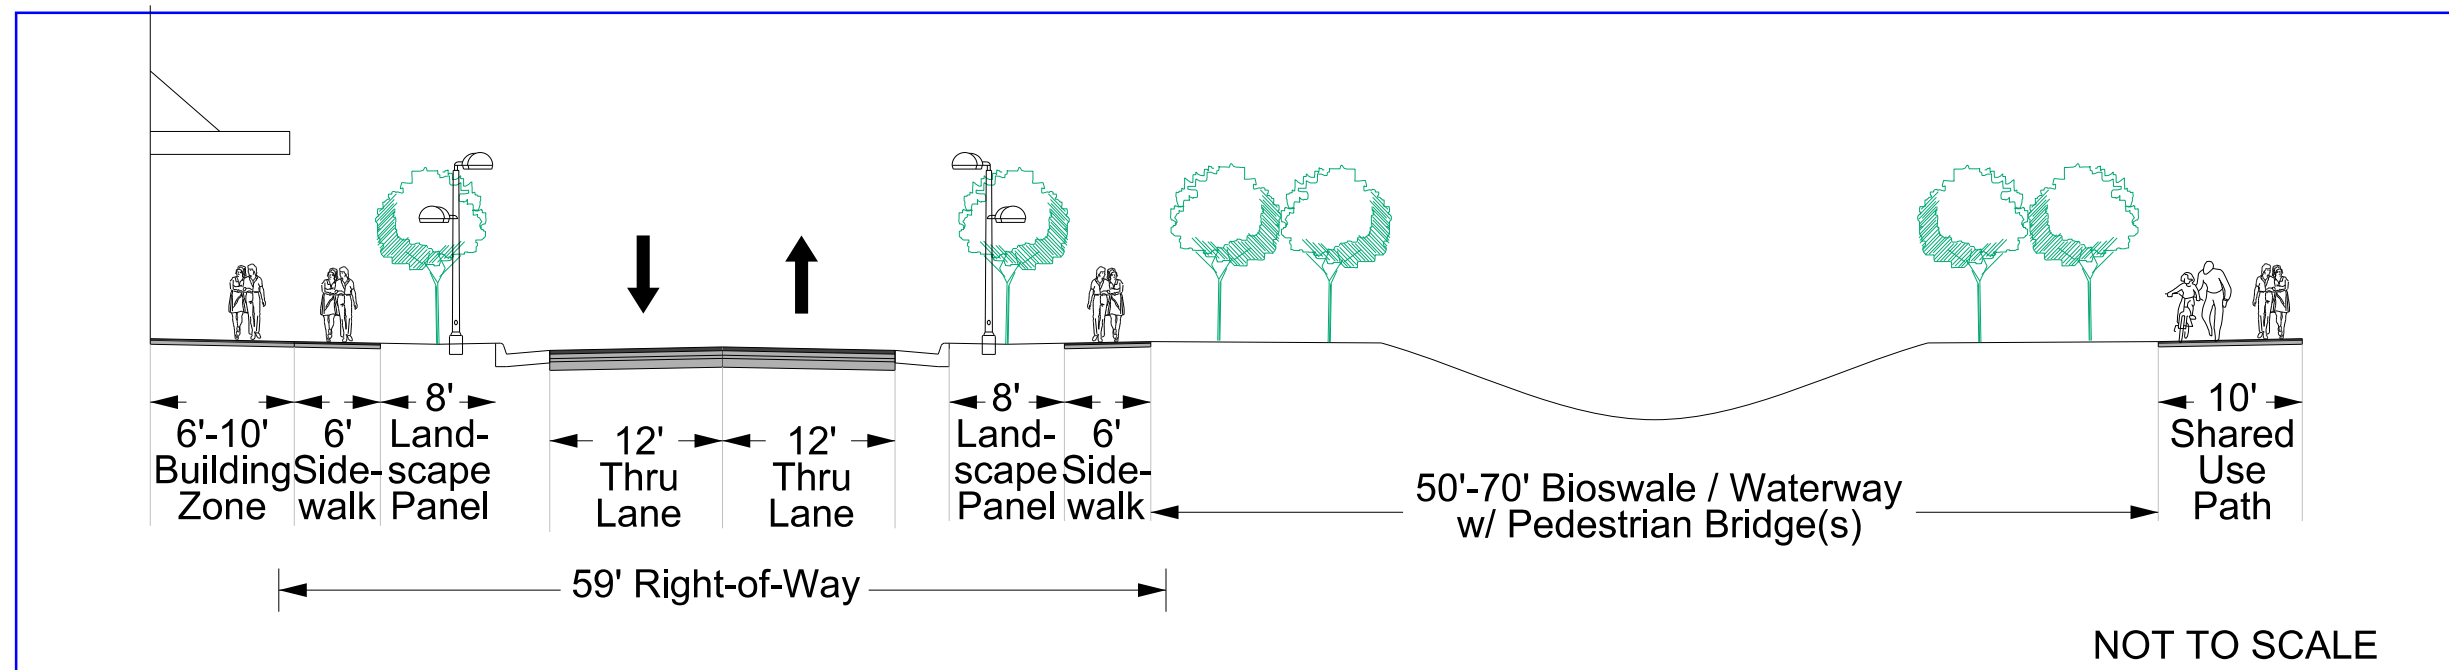 6'-10'
Building
Zone
6'
Side-
walk
8'
Land-
scape
Panel
12'
Thru
Lane
12'
Thru
Lane
8'
Land-
scape
Panel
6'
Side-
walk
50'-70' Bioswale / Waterway
w/ Pedestrian Bridge(s)
10'
Shared
Use
Path
59' Right-of-Way
NOT TO SCALE